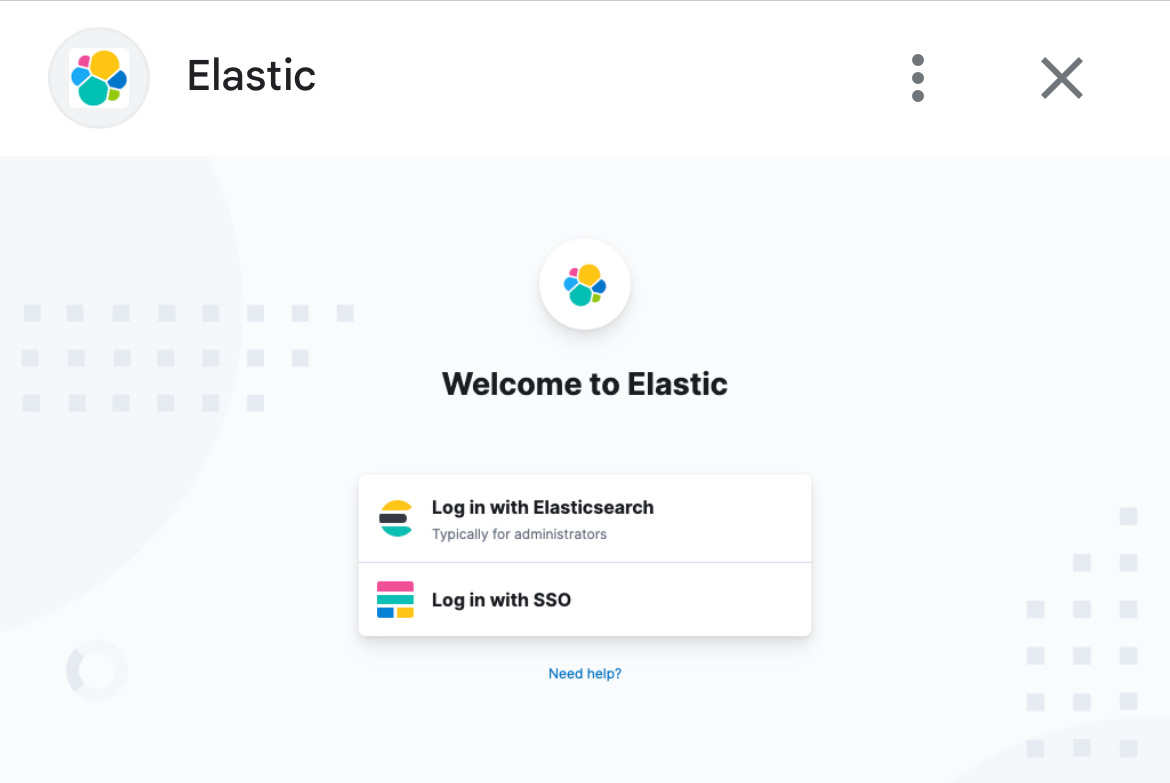 Elastic
Welcome to Elastic
Log in with Elasticsearch
Typically for administrators
Log in with SSO
Need help?